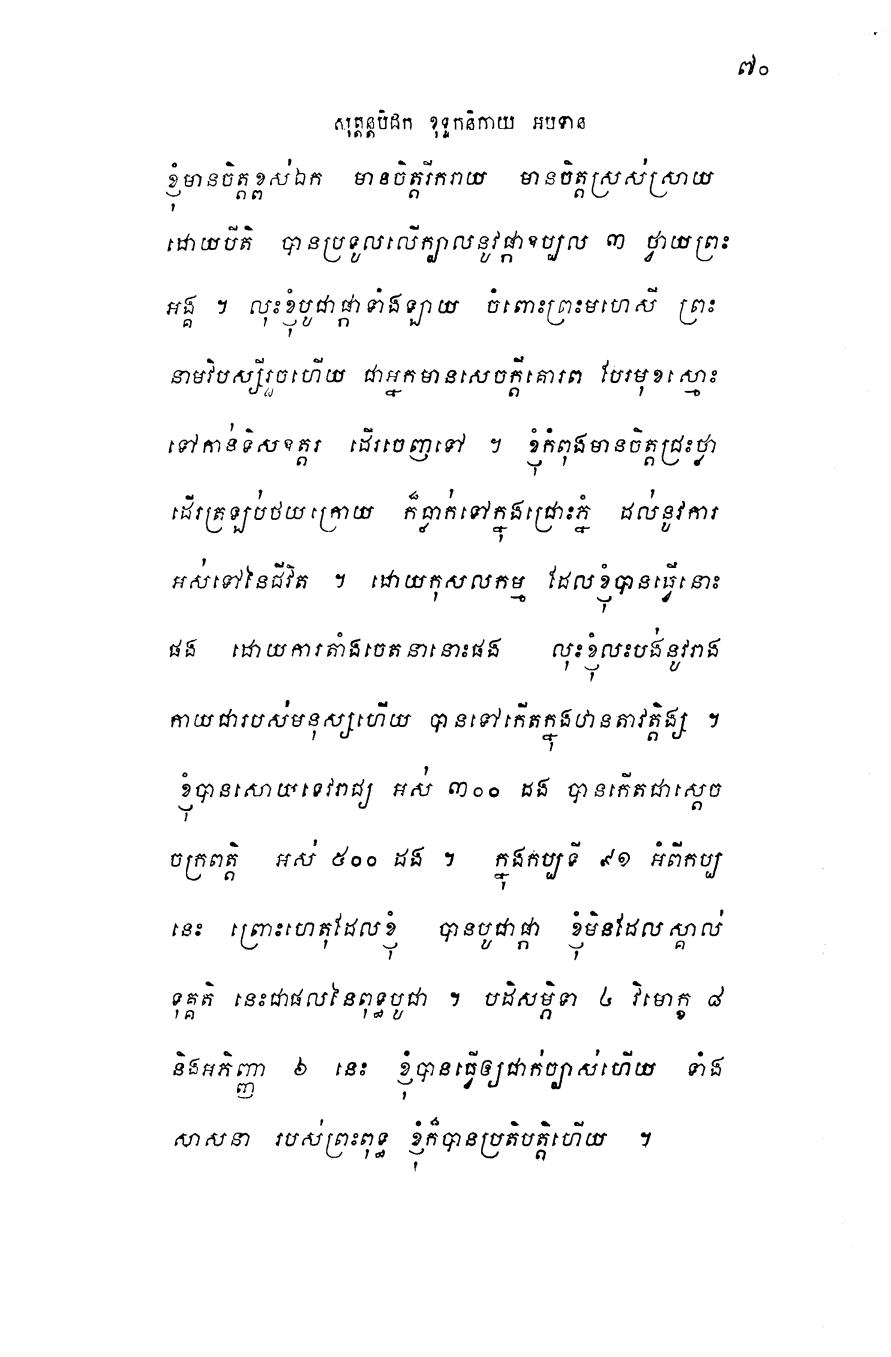 ៧០
សុត្តន្តបិដក ខុទ្ទកនិកាយ អបទាន
ខ្ញុំមានចិត្តខ្ពស់ឯក មានចិត្តរីករាយ មានចិត្តស្រស់ស្រាយ
ដោយបីតិ បានប្រទូលលើក្បាលនូវផ្កាឧប្បល ៣ ថ្វាយព្រះ
អង្គ ។ លុះខ្ញុំបូជាផ្កាទាំងឡាយ ចំពោះព្រះមហេសី ព្រះ
នាមវិបស្សីរួចហើយ ជាអ្នកមានសេចក្តីគោរព បែរមុខស្មោះ
ទៅកាន់ទិសឧត្តរ ដើរចេញទៅ ។ ខ្ញុំកំពុងមានចិត្តជ្រះថ្វា
ដើរត្រឡប់ថយក្រោយ ក៏ធ្លាក់ទៅក្នុងជ្រោះភ្នំ ដល់នូវការ
អស់ទៅនៃជីវិត ។ ដោយកុសលកម្ម ដែលខ្ញុំបានធ្វើនោះ
ផង ដោយការតាំងចេតនានោះផង លុះខ្ញុំលះបង់នូវរាង
កាយជារបស់មនុស្សហើយ បានទៅកើតក្នុងឋានតាវត្តិង្ស ។
ខ្ញុំបានសោយទេវរាជ្យ អស់ ៣០០ ដង បានកើតជាស្តេច
ចក្រពត្តិ អស់ ៥០០ ដង ។ ក្នុងកប្បទី ៩១ អំពីកប្ប
នេះ ព្រោះហេតុដែលខ្ញុំ បានបូជាផ្កា ខ្ញុំមិនដែលស្គាល់
ទុគ្គតិ នេះជាផលនៃពុទ្ធបូជា ។ បដិសម្ភិទា ៤ វិមោក្ខ ៨
និងអភិញ្ញា ៦ នេះ ខ្ញុំបានធ្វើឲ្យជាក់ច្បាស់ហើយ ទាំង
សាសនា របស់ព្រះពុទ្ធ ខ្ញុំក៏បានប្រតិបត្តិហើយ ។